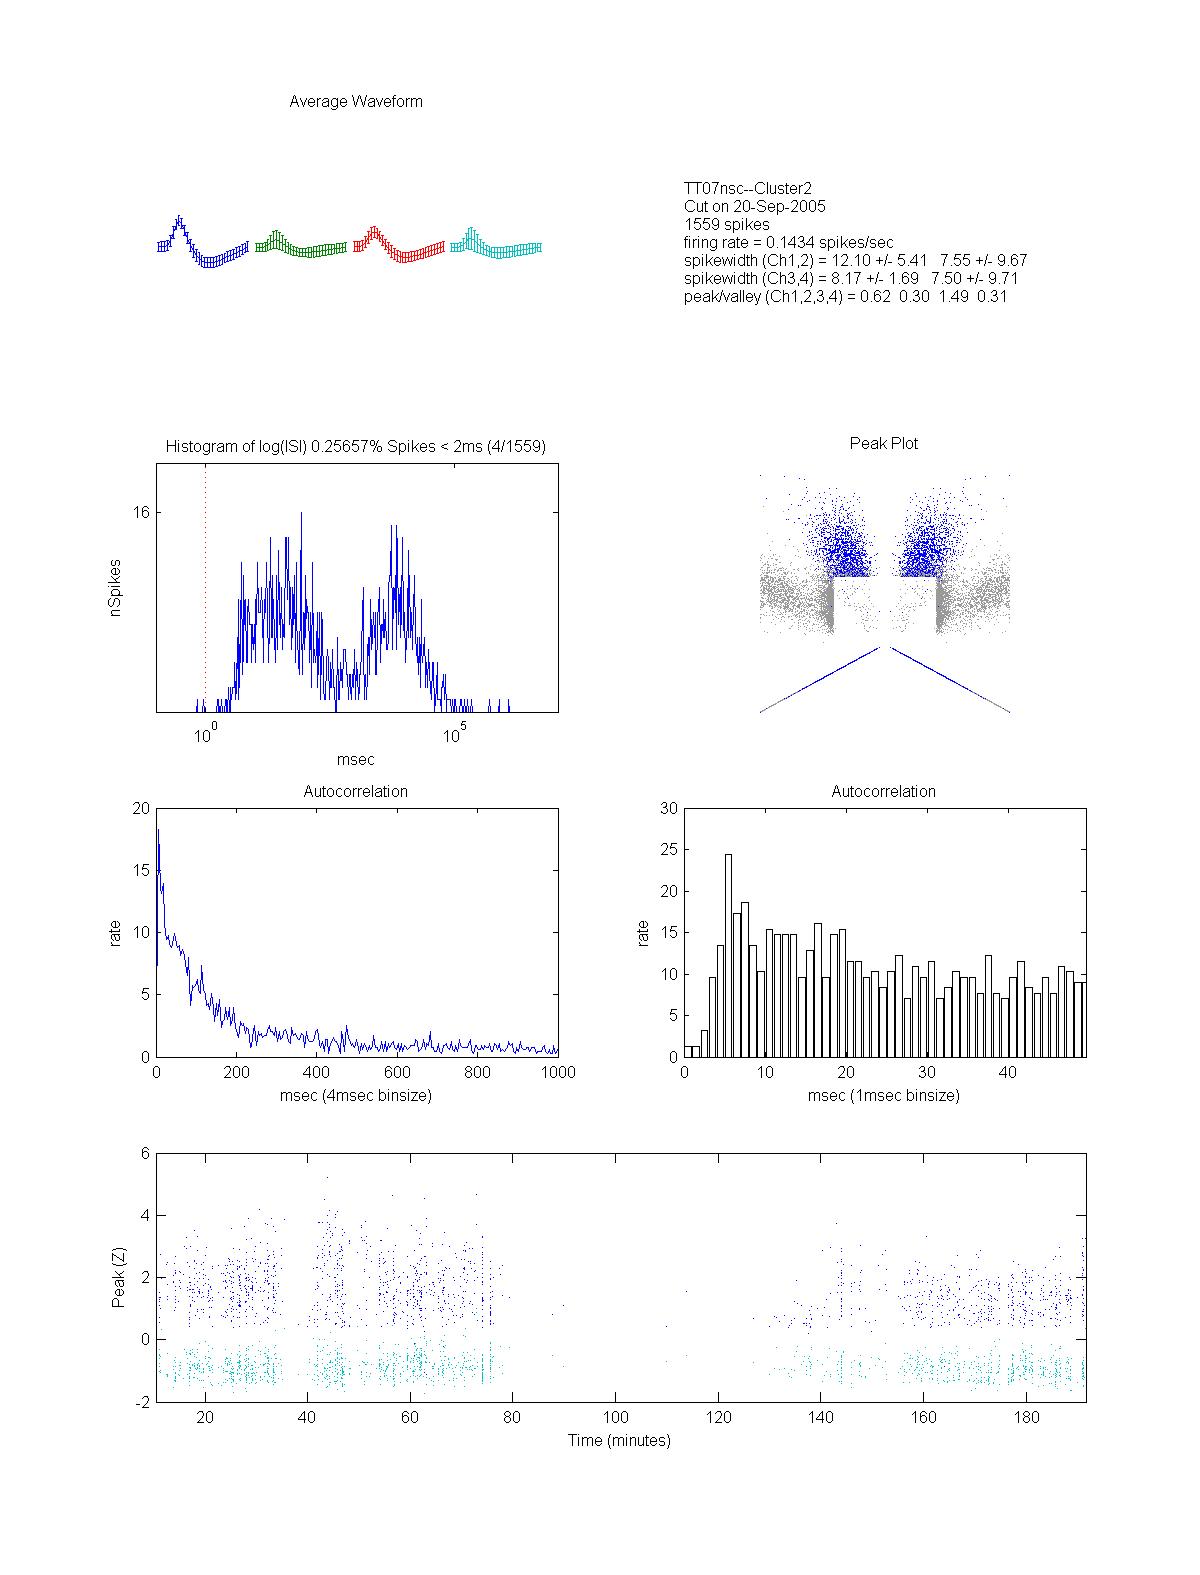 Average Waveform
TT07nsc--Cluster2
Cut on 20-Sep-2005
1559 spikes
firing rate = 0.1434 spikes/sec
spikewidth (Ch1,2) = 12.10 +/- 5.41   7.55 +/- 9.67
spikewidth (Ch3,4) = 8.17 +/- 1.69   7.50 +/- 9.71
peak/valley (Ch1,2,3,4) = 0.62  0.30  1.49  0.31
Histogram of log(ISI) 0.25657% Spikes < 2ms (4/1559)
16
nSpikes
10^0
10^5
msec
Peak Plot
Autocorrelation
20
15
10
5
0
rate
0 200 400 600 800 1000
msec (4msec binsize)
Autocorrelation
30
25
20
15
10
5
0
rate
0 10 20 30 40
msec (1msec binsize)
6
4
2
0
-2
Peak (Z)
20 40 60 80 100 120 140 160 180
Time (minutes)